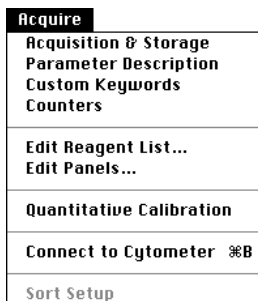 Acquire
Acquisition & Storage
Parameter Description
Custom Keywords
Counters
Edit Reagent List...
Edit Panels...
Quantitative Calibration
Connect to Cytometer ⌘B
Sort Setup